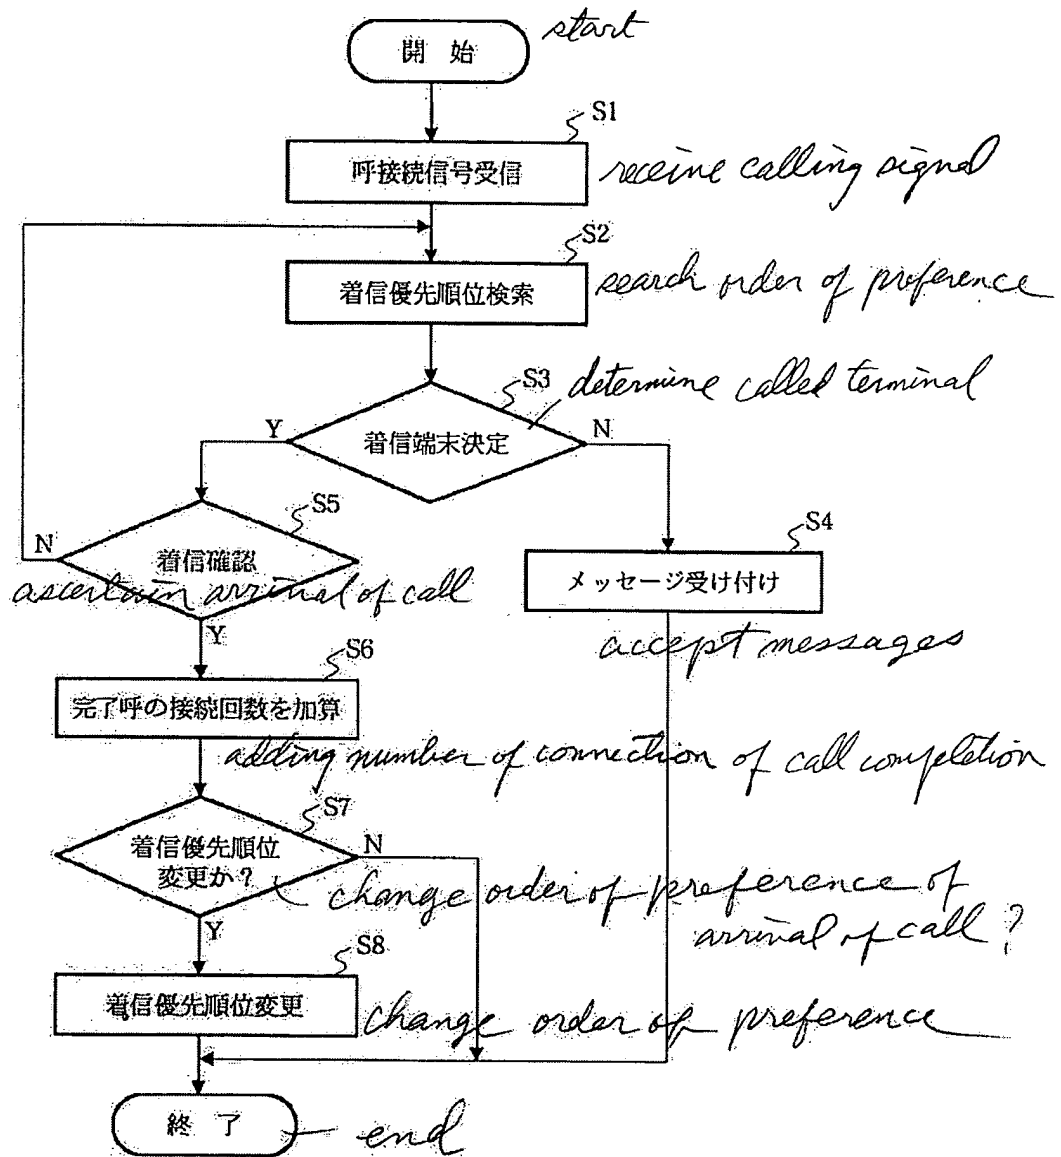 開 始
start
S1
呼接続信号受信
receive calling signal
S2
着信優先順位検索
search order of preference
S3
determine called terminal
Y
着信端末決定
N
S5
N
着信確認
ascertain arrival of call
Y
S4
メッセージ受け付け
accept messages
S6
完了呼の接続回数を加算
adding number of connection of call completion
S7
着信優先順位
変更か?
N
change order of preference of
arrival of call ?
Y
S8
着信優先順位変更
change order of preference
終 了
end